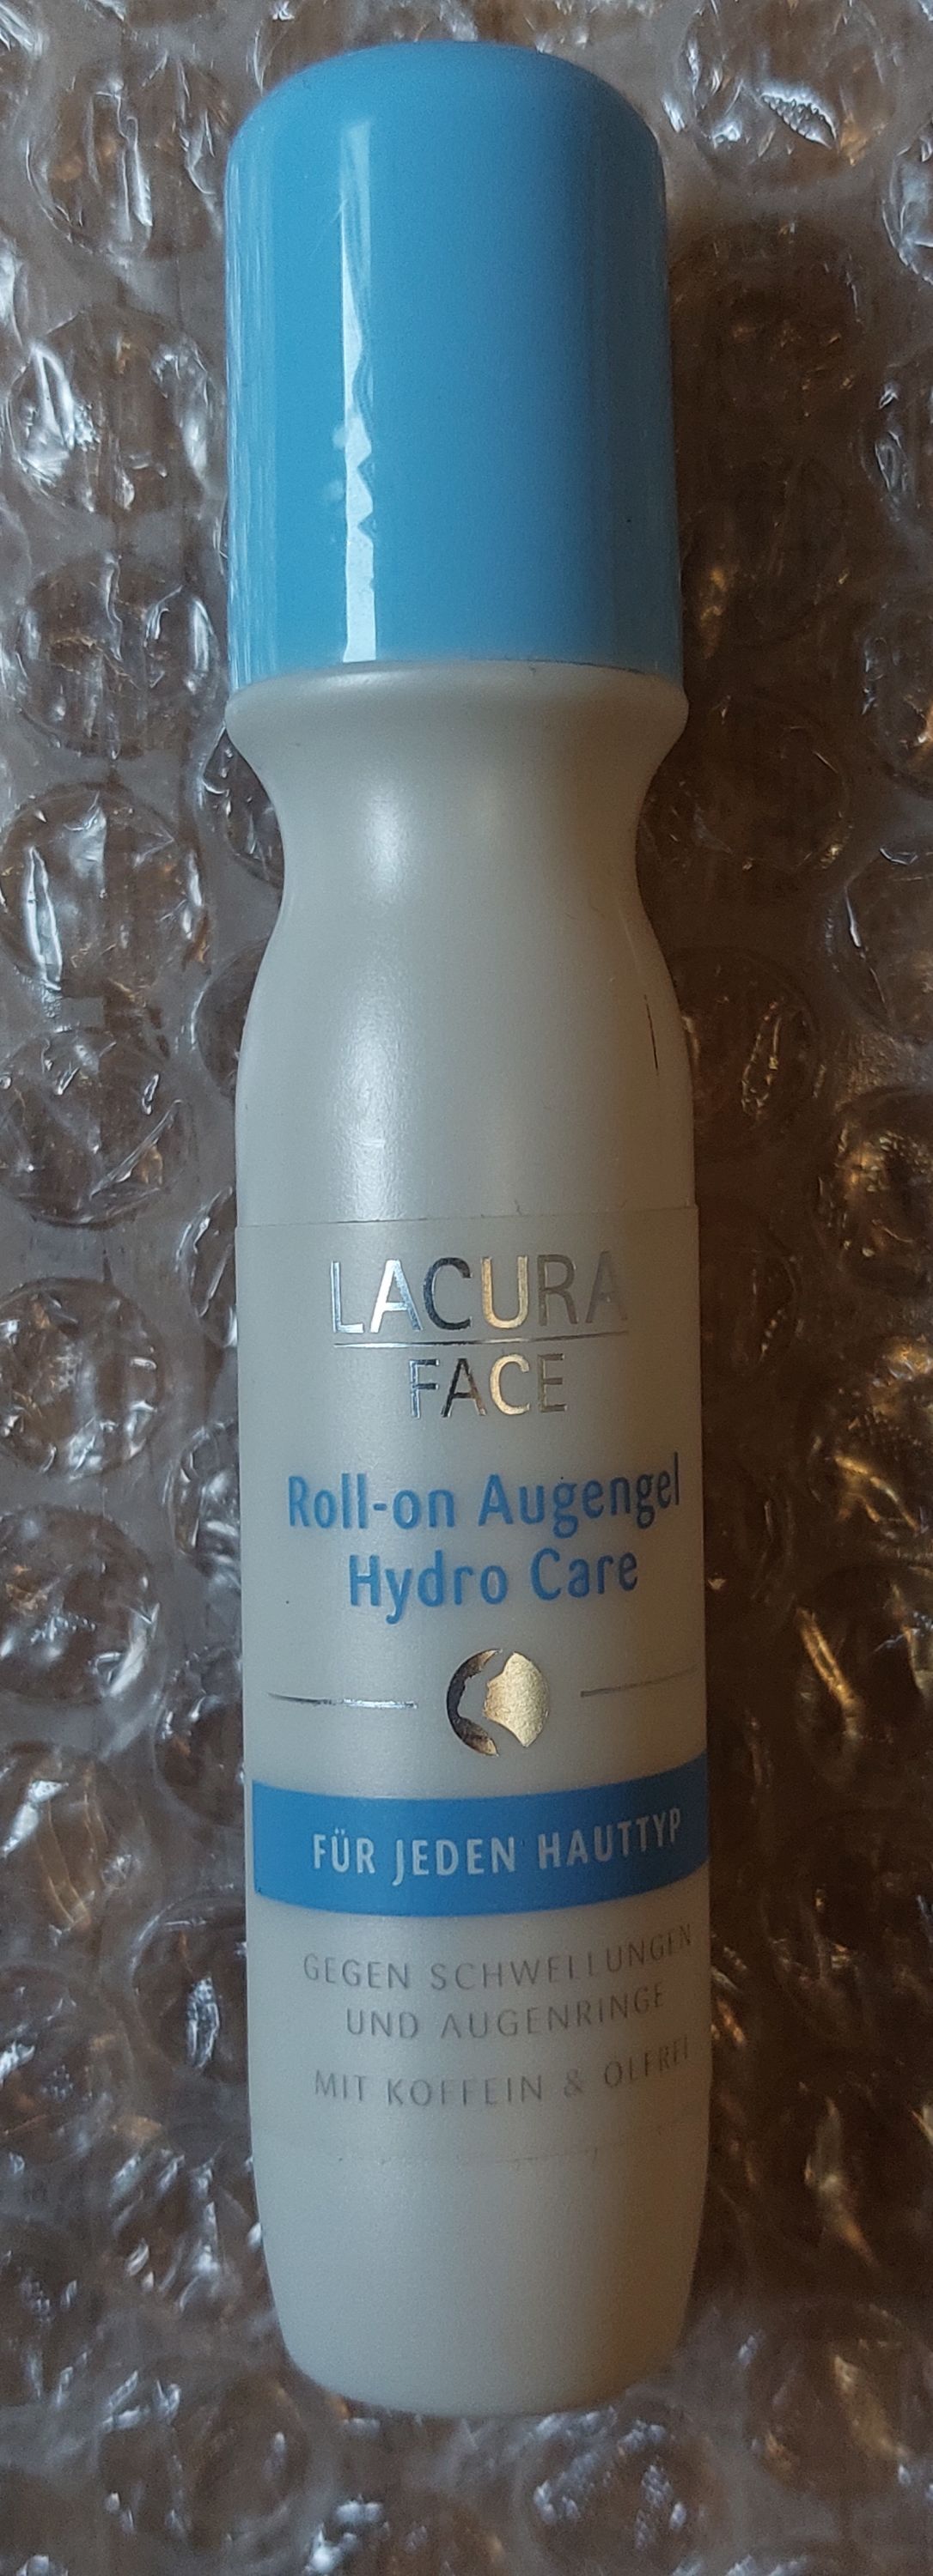 LACURA
FACE
Roll-on Augengel
Hydro Care
FÜR JEDEN HAUTTYP
GEGEN SCHWELLUNGEN
UND AUGENRINGE
MIT KOFFEIN & ÖLFREI